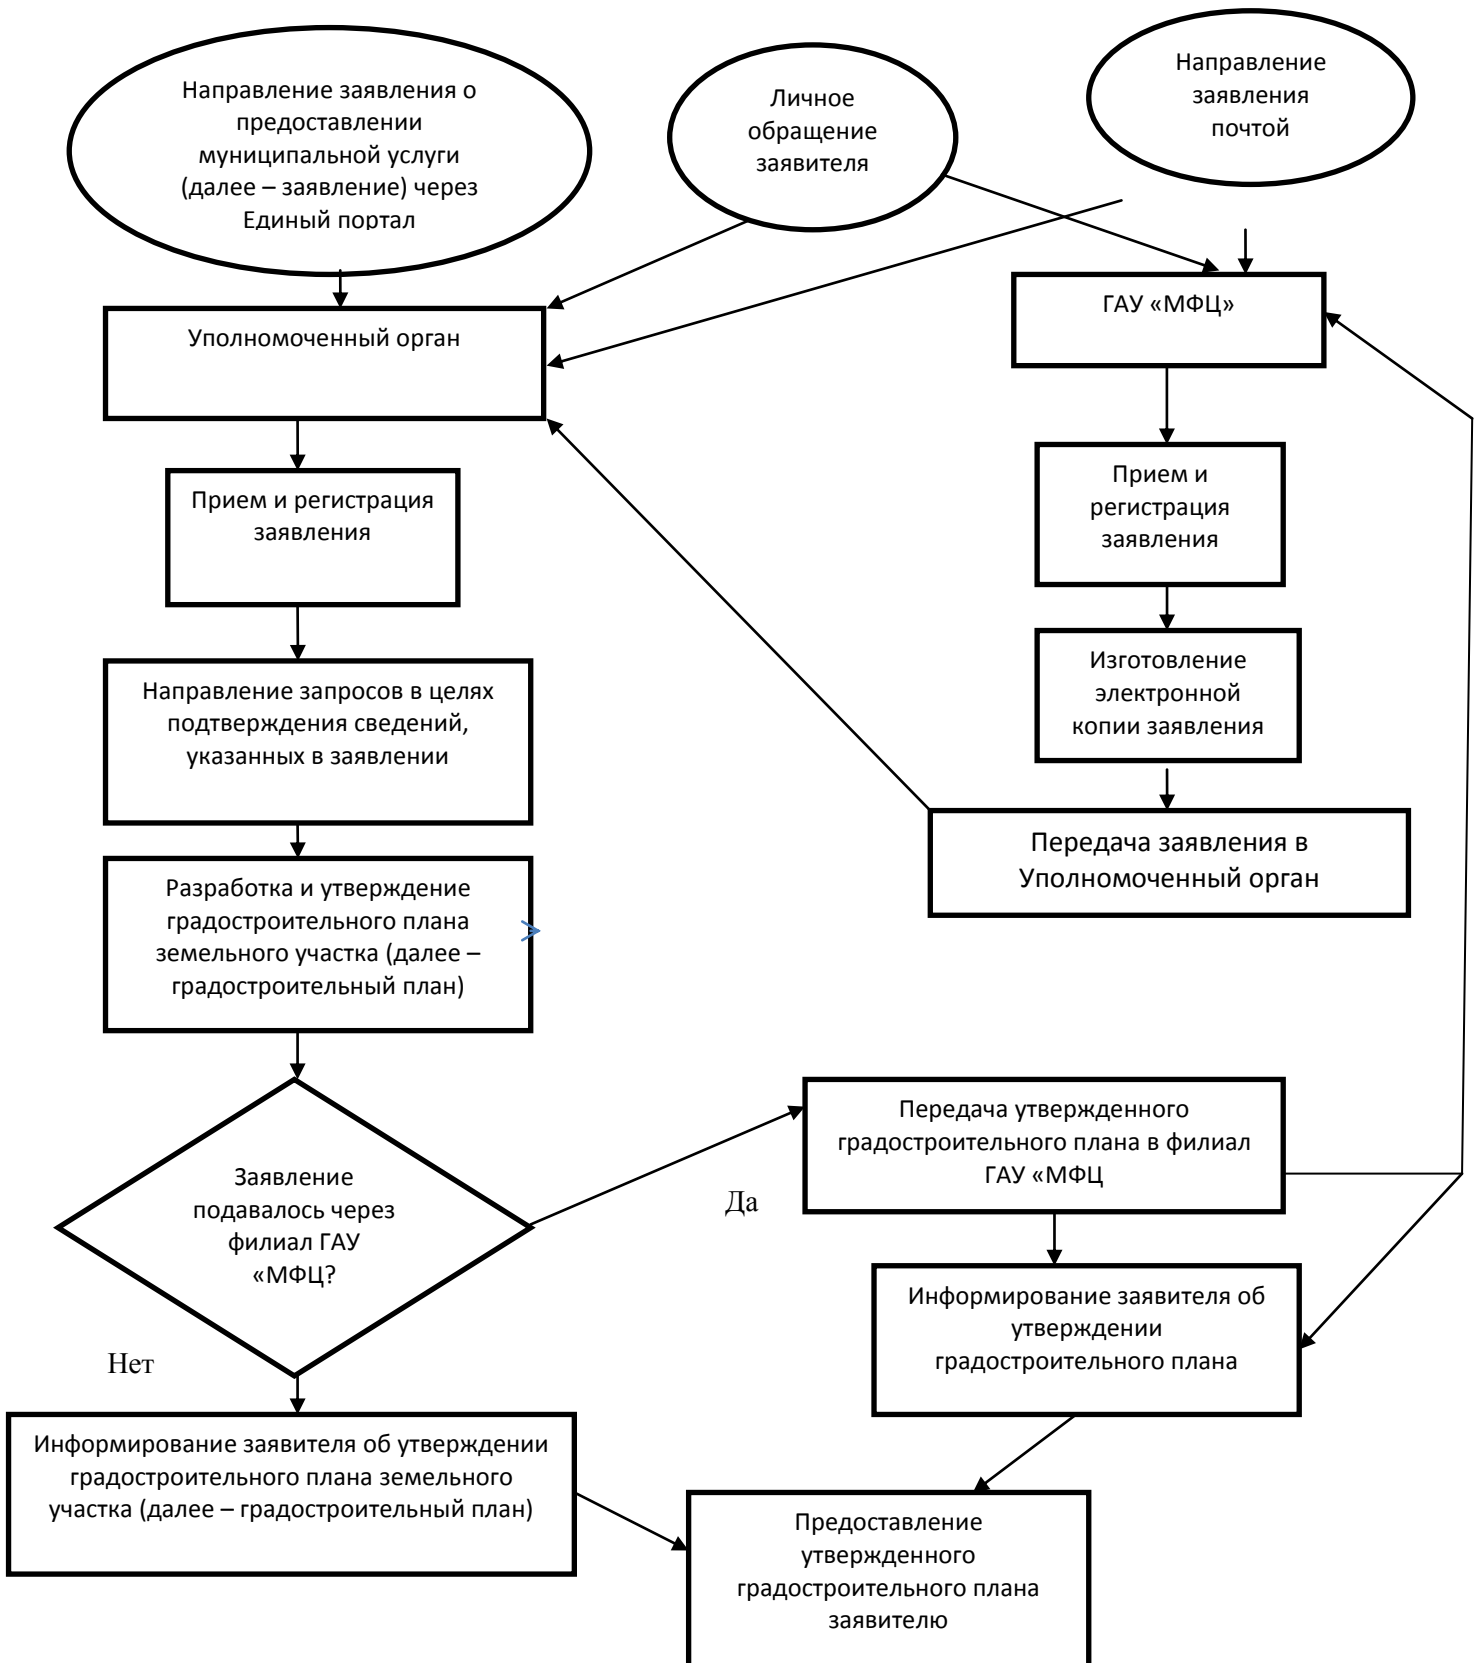 Направление заявления о
предоставлении
муниципальной услуги
(далее – заявление) через
Единый портал
Личное
обращение
заявителя
Направление
заявления
почтой
Уполномоченный орган
ГАУ «МФЦ»
Прием и регистрация
заявления
Прием и
регистрация
заявления
Направление запросов в целях
подтверждения сведений,
указанных в заявлении
Изготовление
электронной
копии заявления
Передача заявления в
Уполномоченный орган
Разработка и утверждение
градостроительного плана
земельного участка (далее –
градостроительный план)
Заявление
подавалось через
филиал ГАУ
«МФЦ?
Да
Передача утвержденного
градостроительного плана в филиал
ГАУ «МФЦ
Информирование заявителя об
утверждении
градостроительного плана
Нет
Информирование заявителя об утверждении
градостроительного плана земельного
участка (далее – градостроительный план)
Предоставление
утвержденного
градостроительного плана
заявителю